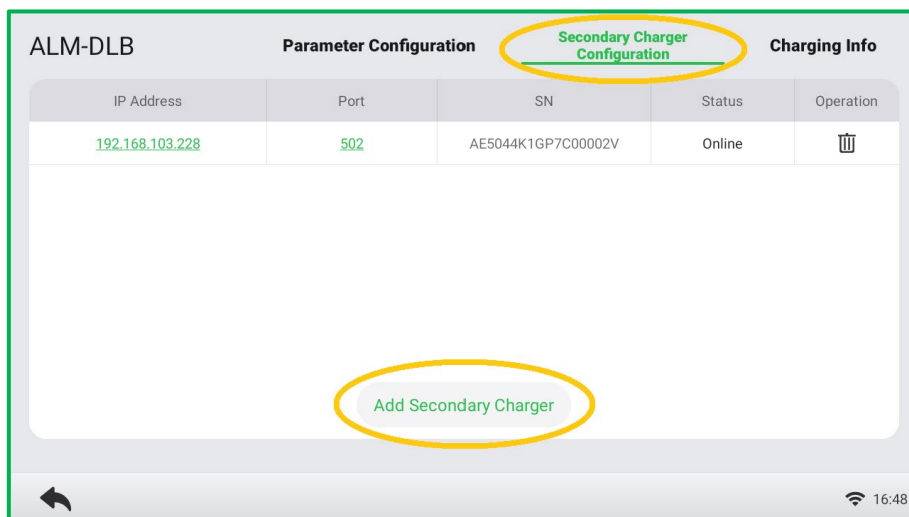 ALM-DLB
Parameter Configuration
Secondary Charger
Configuration
Charging Info
IP Address Port SN Status Operation
192.168.103.228 502 AE5044K1GP7C00002V Online
Add Secondary Charger
16:48